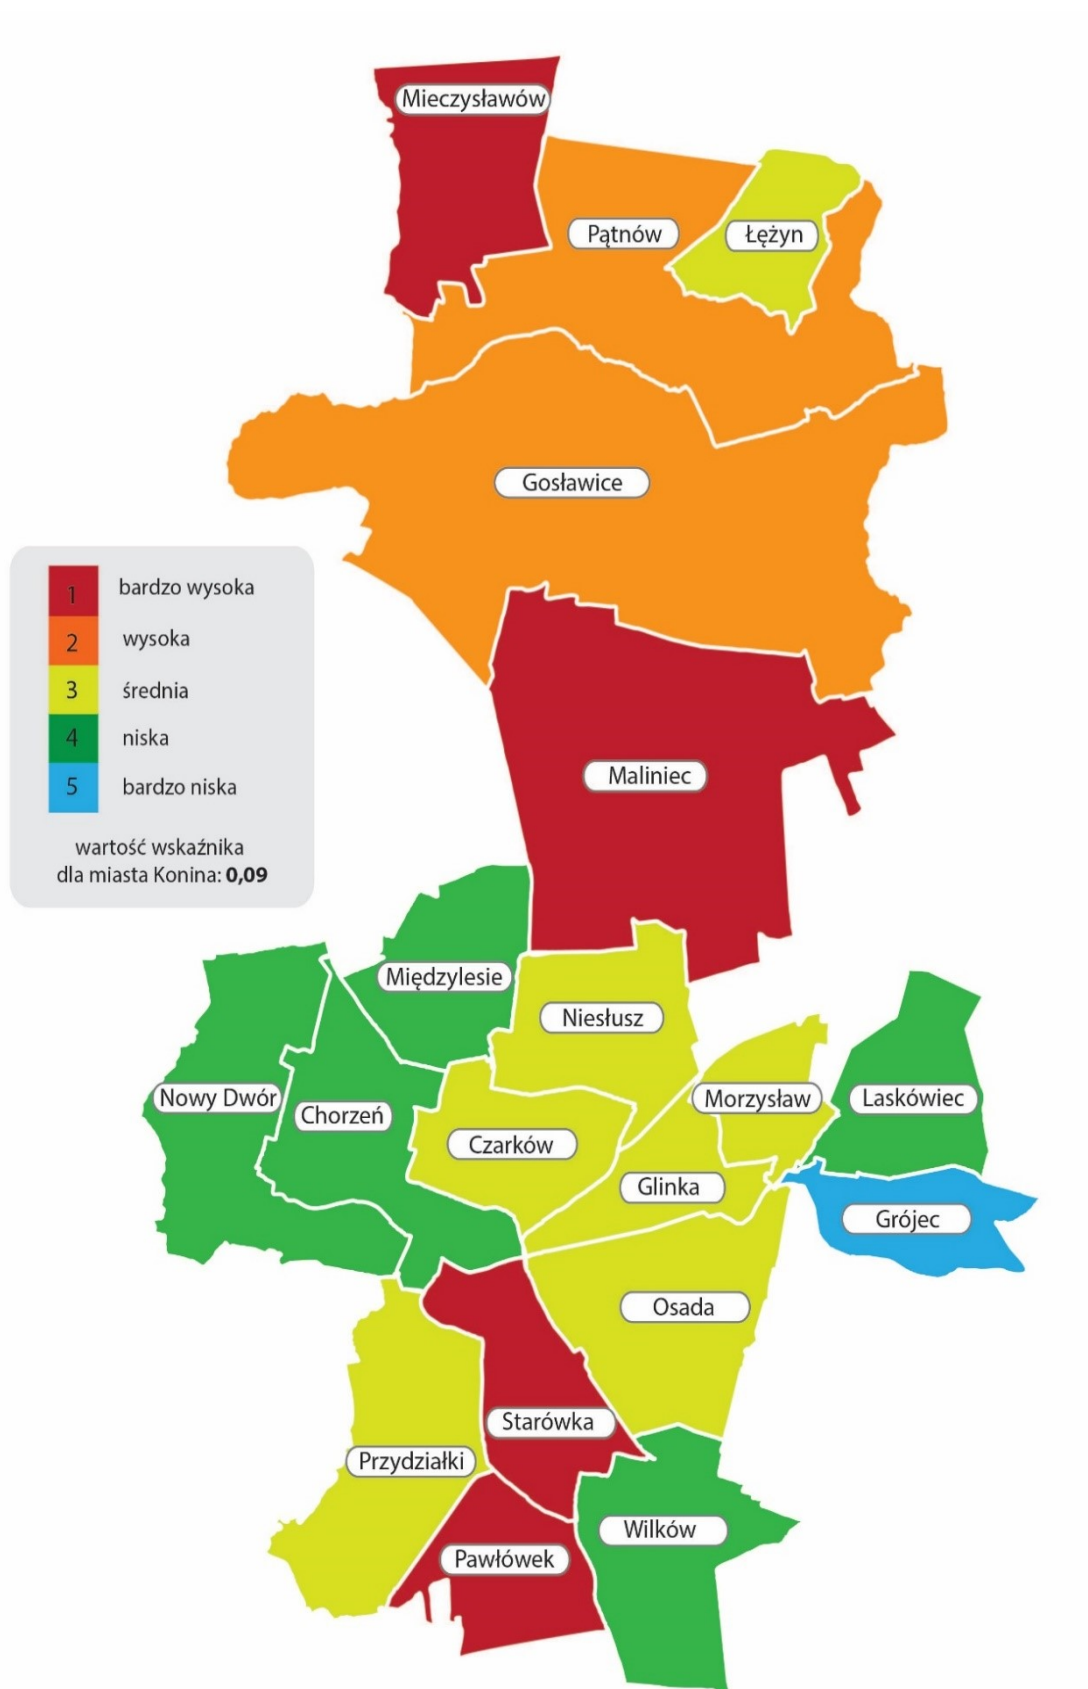 Mieczysławów
Pątnów
Łężyn
Gosławice
1 bardzo wysoka
2 wysoka
3 średnia
4 niska
5 bardzo niska
wartość wskaźnika
dla miasta Konina: 0,09
Maliniec
Międzylesie
Niesłusz
Nowy Dwór
Chorzeń
Czarków
Morzysław
Laskówiec
Glinka
Grójec
Osada
Starówka
Przydziałki
Wilków
Pawłówek